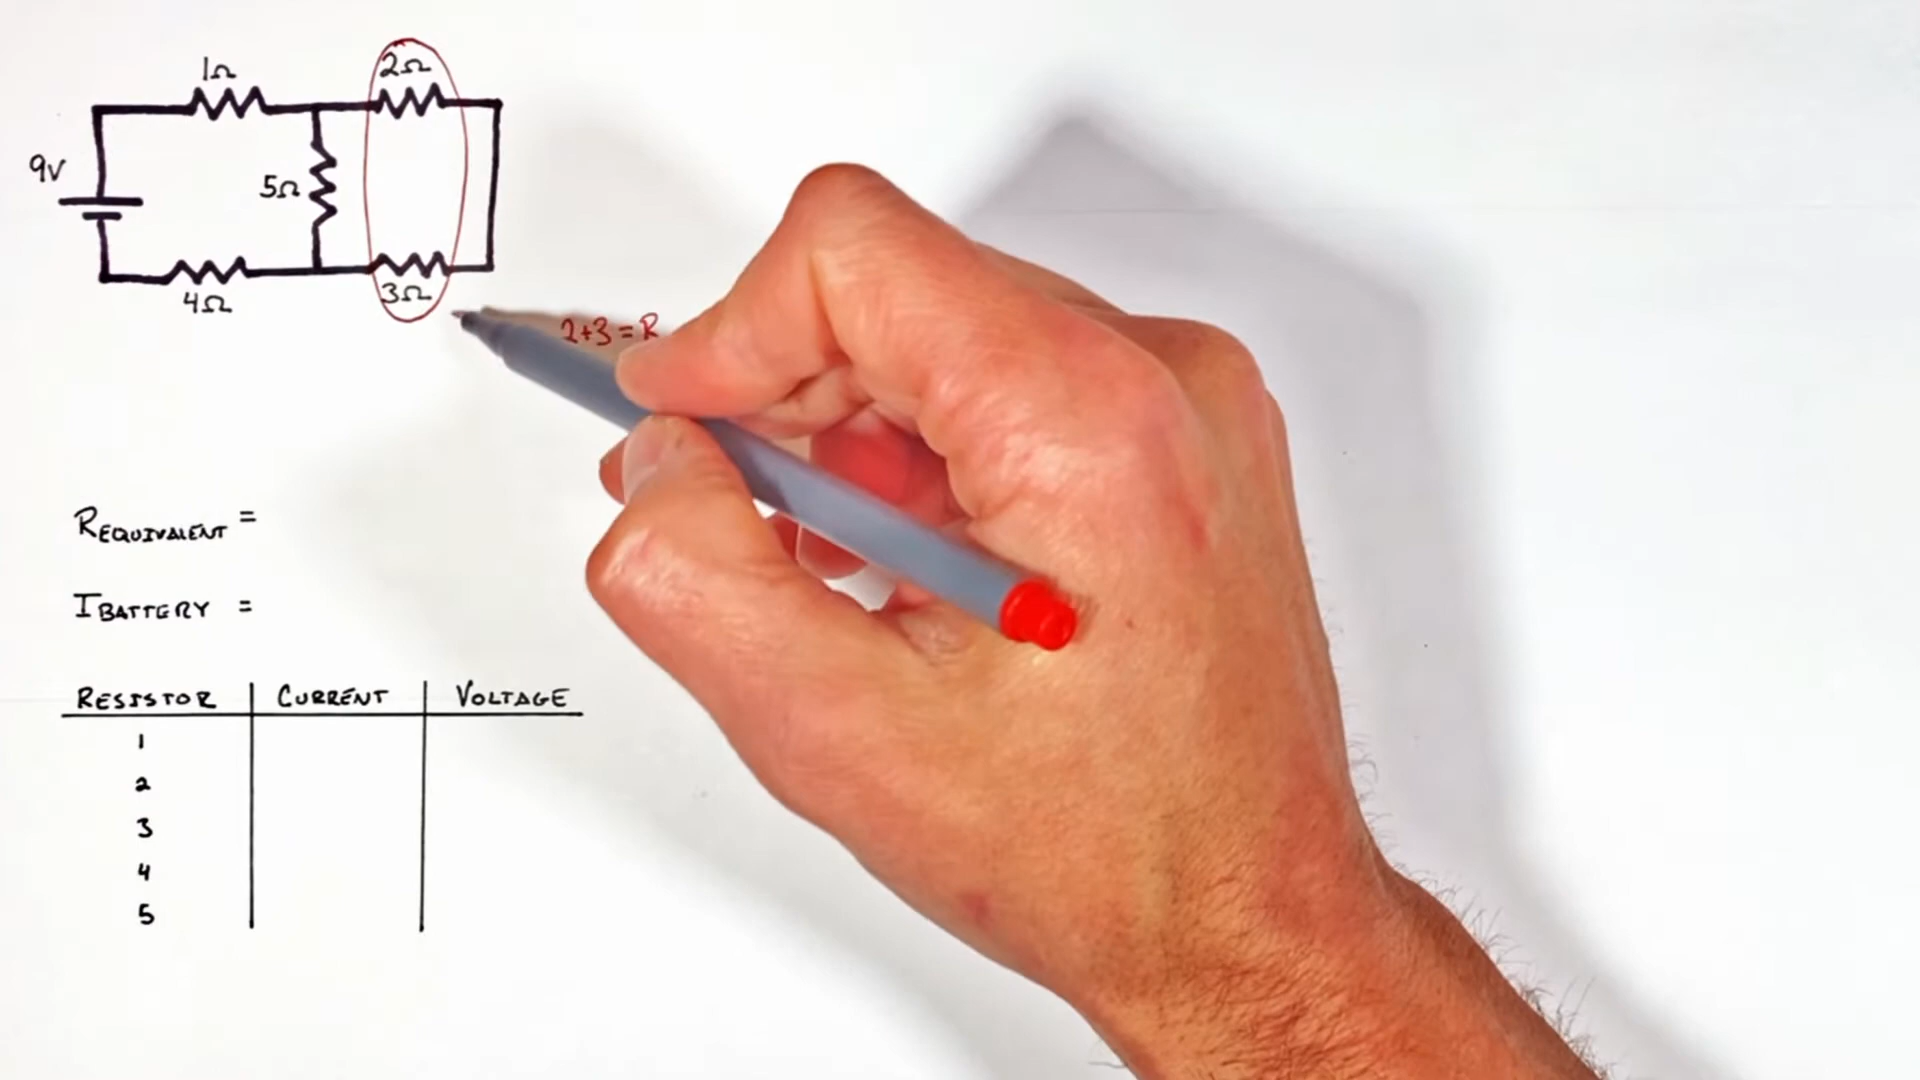 1Ω
2Ω
9V
5Ω
4Ω
3Ω
2+3=R
REQUIVALENT =
IBATTERY =
RESISTOR CURRENT VOLTAGE
1
2
3
4
5